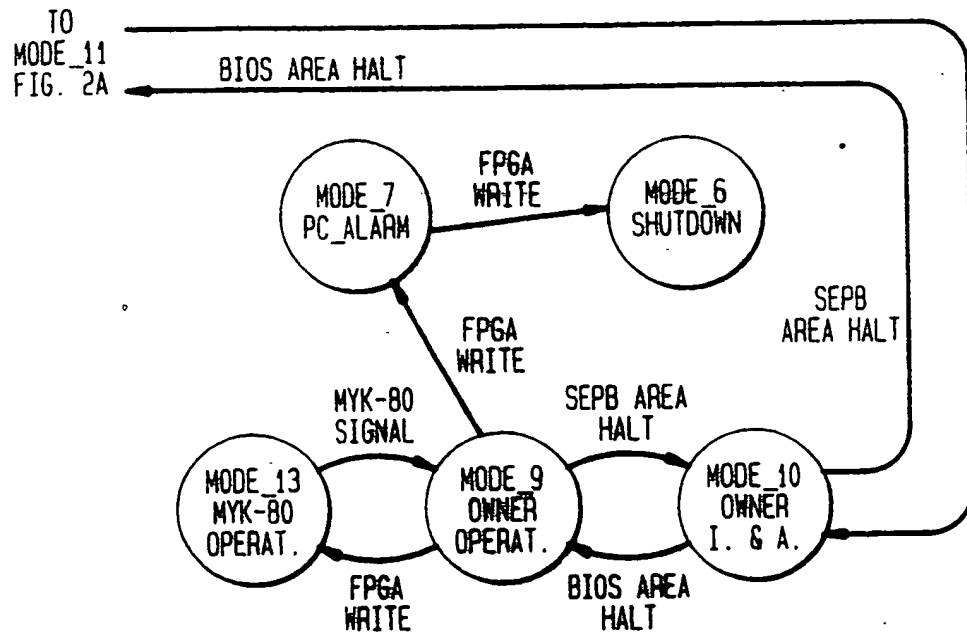 TO
MODE_11
FIG. 2A
BIOS AREA HALT
MODE_7
PC_ALARM
FPGA
WRITE
MODE_6
SHUTDOWN
SEPB
AREA HALT
FPGA
WRITE
MYK-80
SIGNAL
SEPB AREA
HALT
MODE_13
MYK-80
OPERAT.
MODE_9
OWNER
OPERAT.
MODE_10
OWNER
I. & A.
FPGA
WRITE
BIOS AREA
HALT